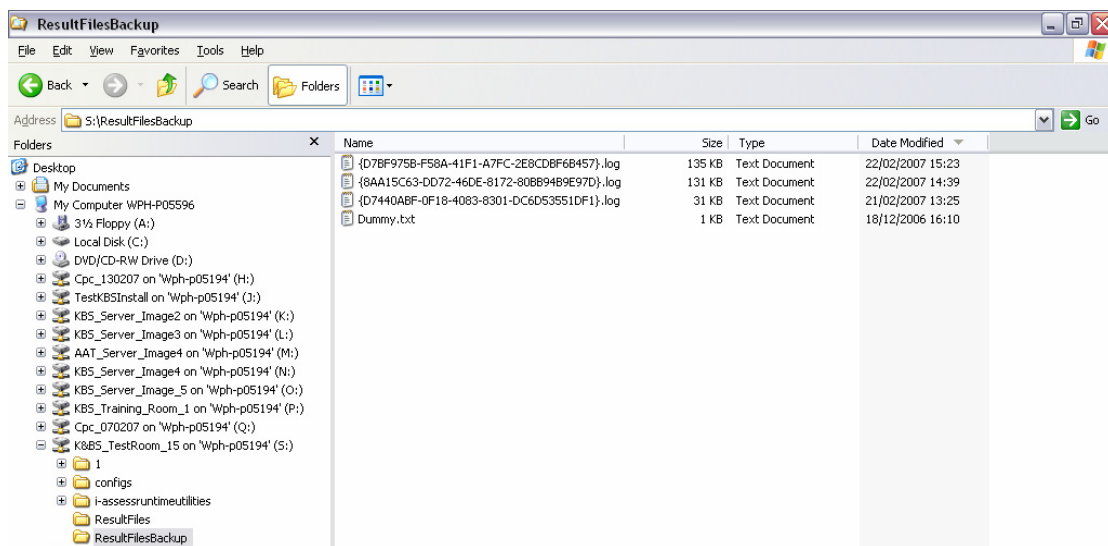 ResultFilesBackup
File Edit View Favorites Tools Help
Back Search Folders
Address S:\ResultFilesBackup Go
Folders x Name Size Type Date Modified
Desktop
My Documents
My Computer WPH-P05596
3½ Floppy (A:)
Local Disk (C:)
DVD/CD-RW Drive (D:)
Cpc_130207 on 'Wph-p05194' (H:)
TestKBSInstall on 'Wph-p05194' (J:)
KBS_Server_Image2 on 'Wph-p05194' (K:)
KBS_Server_Image3 on 'Wph-p05194' (L:)
AAT_Server_Image4 on 'Wph-p05194' (M:)
KBS_Server_Image4 on 'Wph-p05194' (N:)
KBS_Server_Image_5 on 'Wph-p05194' (O:)
KBS_Training_Room_1 on 'Wph-p05194' (P:)
Cpc_070207 on 'Wph-p05194' (Q:)
K&BS_TestRoom_15 on 'Wph-p05194' (S:)
1
configs
i-assessruntimeutilities
ResultFiles
ResultFilesBackup
{D7BF975B-F58A-41F1-A7FC-2E8CDBF6B457}.log 135 KB Text Document 22/02/2007 15:23
{8AA15C63-DD72-46DE-8172-80BB94B9E97D}.log 131 KB Text Document 22/02/2007 14:39
{D7440ABF-0F18-4083-8301-DC6D53551DF1}.log 31 KB Text Document 21/02/2007 13:25
Dummy.txt 1 KB Text Document 18/12/2006 16:10